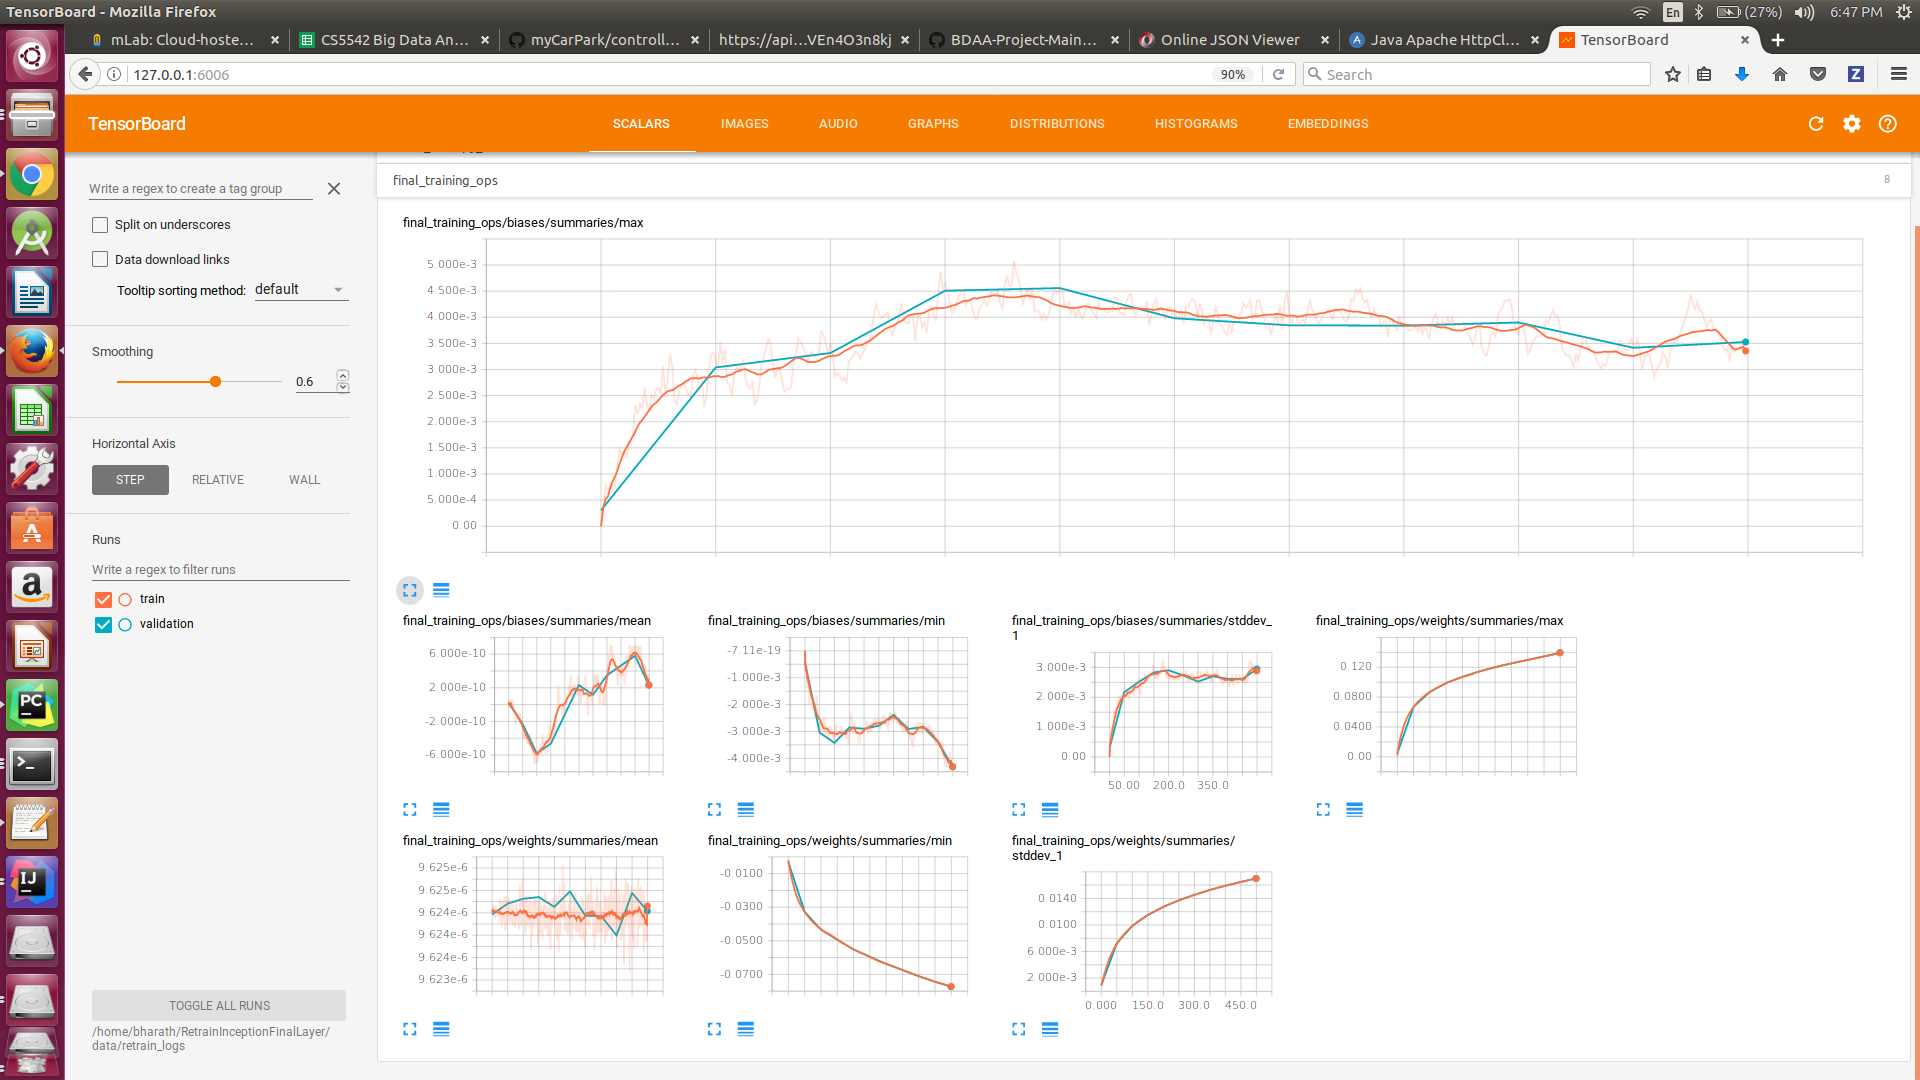 TensorBoard - Mozilla Firefox
En
(27%)
6:47 PM
mLab: Cloud-hoste...
CS5542 Big Data An...
myCarPark/controll...
https://api...VEn4O3n8kj
BDAA-Project-Main...
Online JSON Viewer
Java Apache HttpCl...
TensorBoard
127.0.0.1:6006
90%
Search
TensorBoard
SCALARS
IMAGES
AUDIO
GRAPHS
DISTRIBUTIONS
HISTOGRAMS
EMBEDDINGS
Write a regex to create a tag group
Split on underscores
Data download links
Tooltip sorting method: default
Smoothing
0.6
Horizontal Axis
STEP
RELATIVE
WALL
Runs
Write a regex to filter runs
train
validation
TOGGLE ALL RUNS
/home/bharath/RetrainInceptionFinalLayer/
data/retrain_logs
final_training_ops
8
final_training_ops/biases/summaries/max
5.000e-3
4.500e-3
4.000e-3
3.500e-3
3.000e-3
2.500e-3
2.000e-3
1.500e-3
1.000e-3
5.000e-4
0.00
final_training_ops/biases/summaries/mean
6.000e-10
2.000e-10
-2.000e-10
-6.000e-10
final_training_ops/biases/summaries/min
-7.11e-19
-1.000e-3
-2.000e-3
-3.000e-3
-4.000e-3
final_training_ops/biases/summaries/stddev_
1
3.000e-3
2.000e-3
1.000e-3
0.00
50.00 200.0 350.0
final_training_ops/weights/summaries/max
0.120
0.0800
0.0400
0.00
final_training_ops/weights/summaries/mean
9.625e-6
9.625e-6
9.624e-6
9.624e-6
9.624e-6
9.623e-6
final_training_ops/weights/summaries/min
-0.0100
-0.0300
-0.0500
-0.0700
final_training_ops/weights/summaries/
stddev_1
0.0140
0.0100
6.000e-3
2.000e-3
0.000 150.0 300.0 450.0